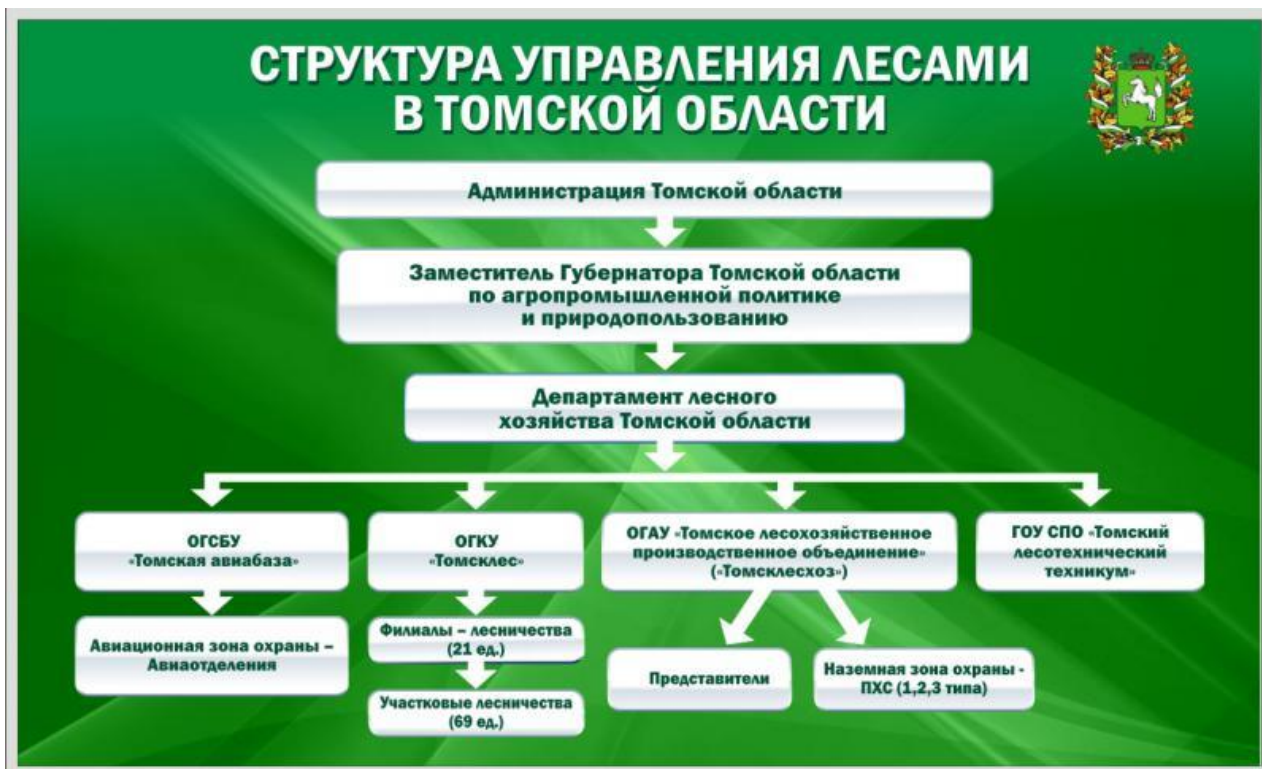 СТРУКТУРА УПРАВЛЕНИЯ ЛЕСАМИ
В ТОМСКОЙ ОБЛАСТИ
Администрация Томской области
Заместитель Губернатора Томской области
по агропромышленной политике
и природопользованию
Департамент лесного
хозяйства Томской области
ОГСБУ
«Томская авиабаза»
ОГКУ
«Томсклес»
ОГАУ «Томское лесохозяйственное
производственное объединение»
(«Томсклесхоз»)
ГОУ СПО «Томский
лесотехнический
техникум»
Авиационная зона охраны –
Авиаотделения
Филиалы – лесничества
(21 ед.)
Участковые лесничества
(69 ед.)
Представители
Наземная зона охраны -
ПХС (1,2,3 типа)